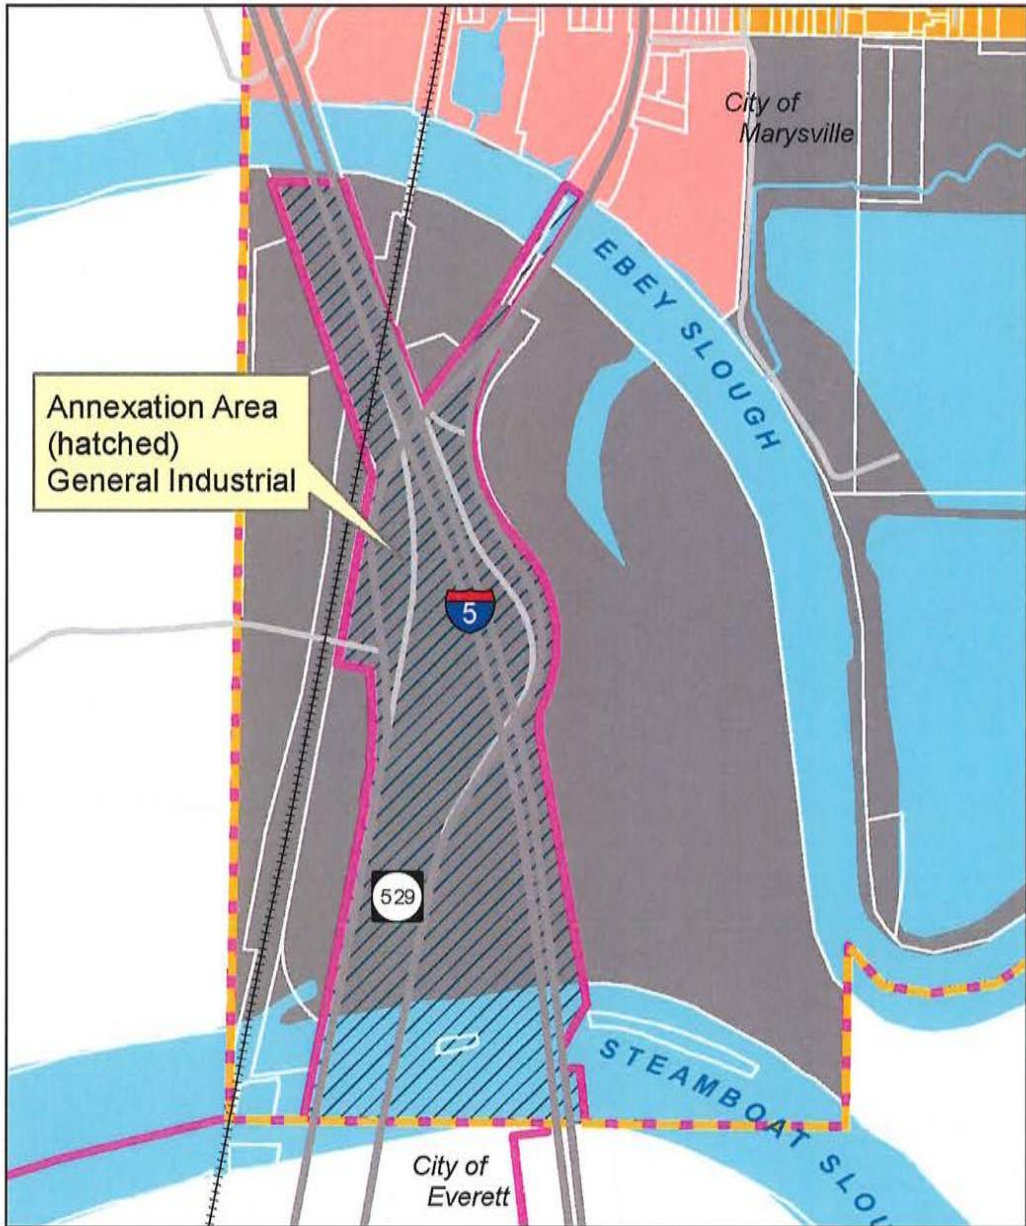 City of
Marysville
EBEY SLOUGH
Annexation Area
(hatched)
General Industrial
5
529
STEAMBOAT SLOU
City of
Everett